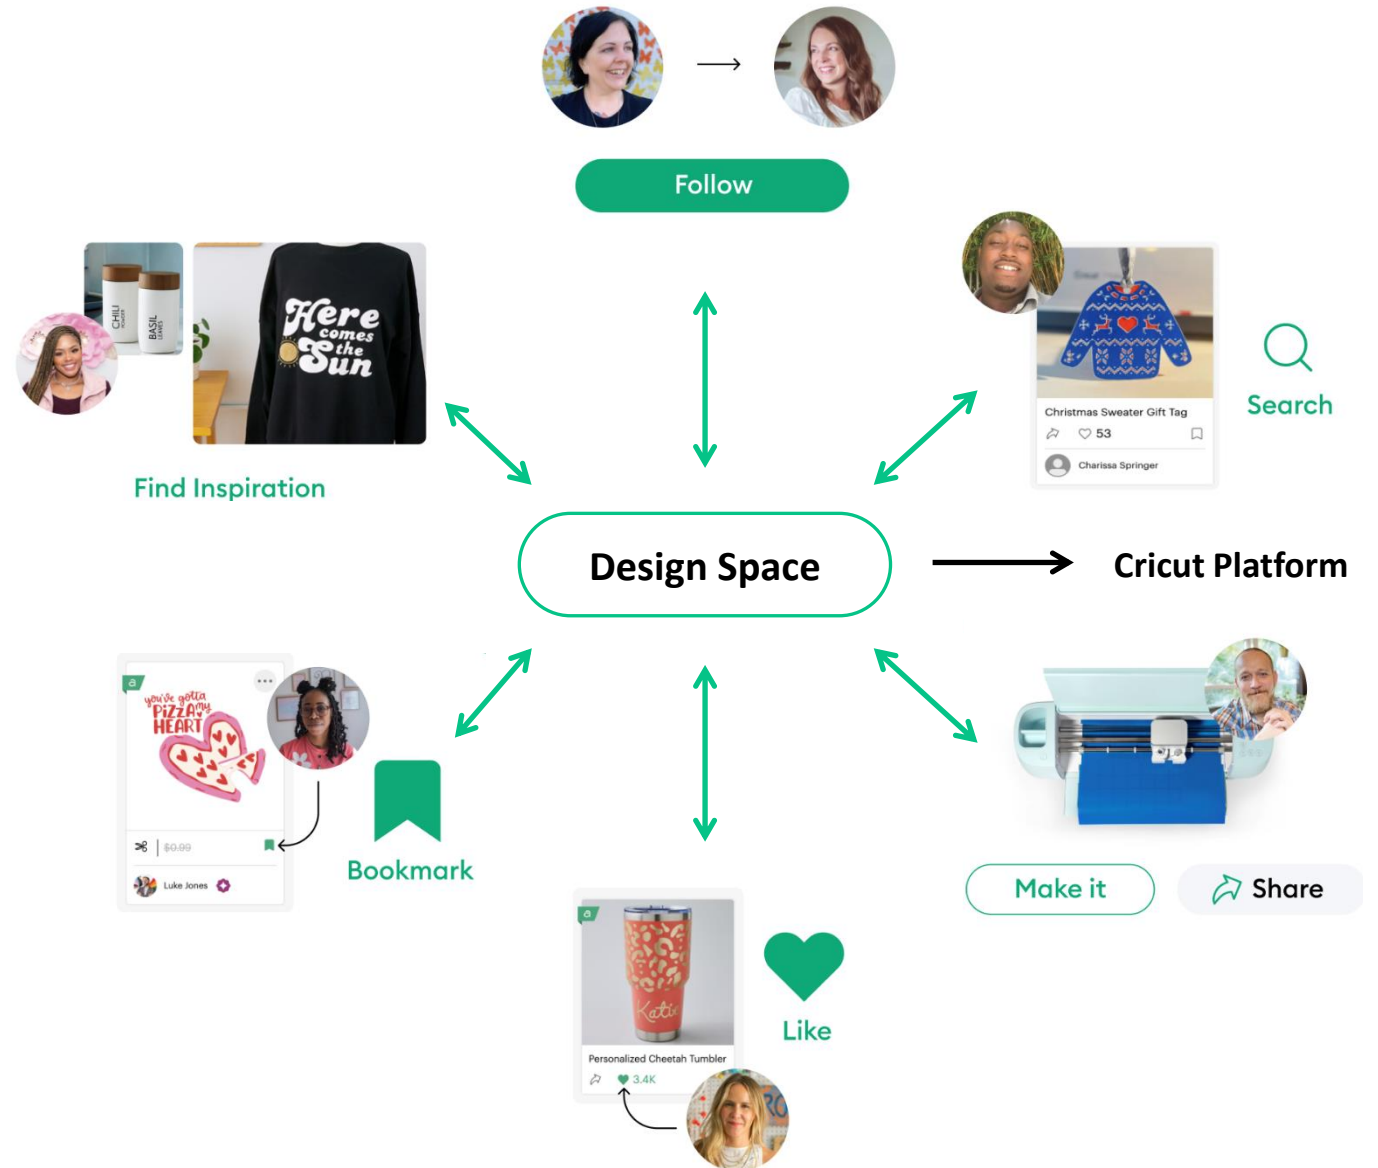 Follow
CHILI
POWDER
BASIL
LEAVES
Here
comes
the
Sun
Find Inspiration
Christmas Sweater Gift Tag
53
Charissa Springer
Search
Design Space
Cricut Platform
a
you've gotta
PIZZA my
HEART
$0.99
Luke Jones
Bookmark
a
Katie
Personalized Cheetah Tumbler
3.4K
Like
Make it
Share